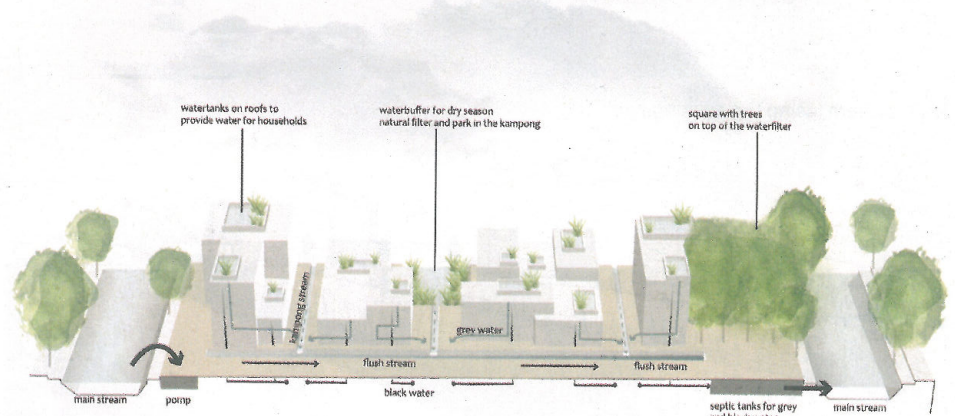 watertanks on roofs to
provide water for households
waterbuffer for dry season
natural filter and park in the kampong
square with trees
on top of the waterfilter
kampong stream
grey water
flush stream
flush stream
main stream
pomp
black water
septic tanks for grey
main stream